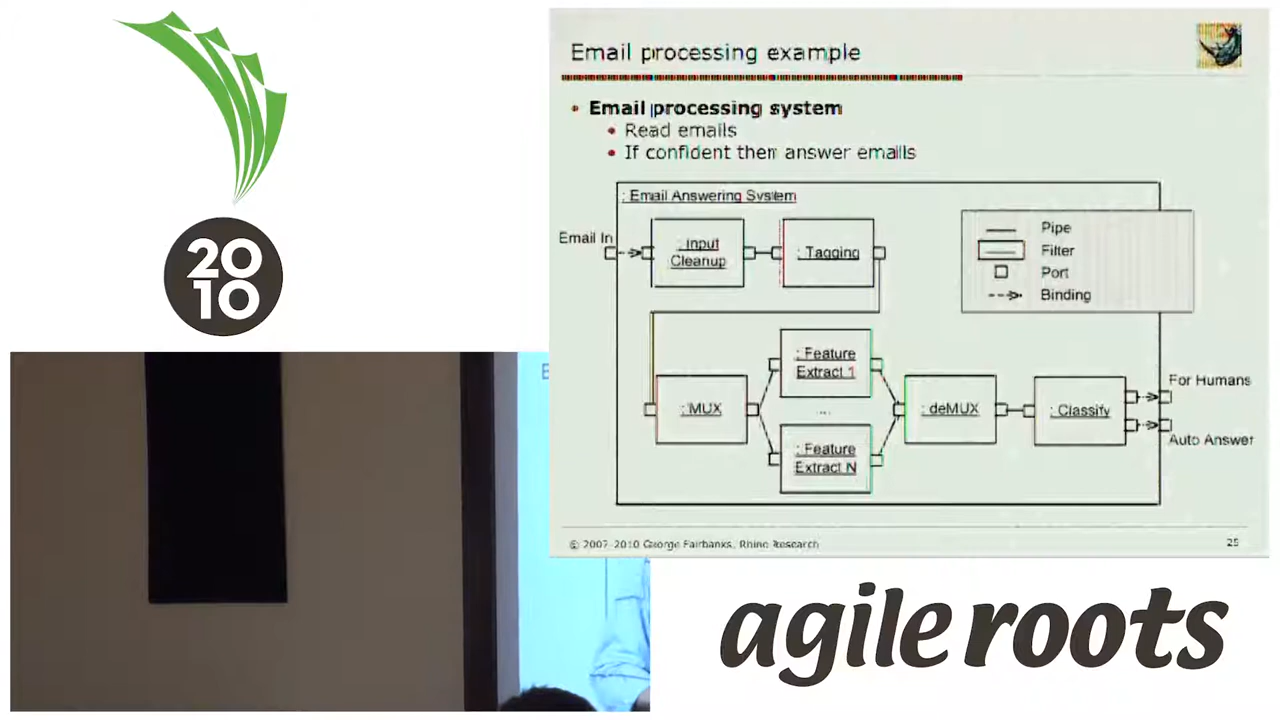 20
10
Email processing example
• Email processing system
• Read emails
• If confident then answer emails
: Email Answering System
Email In
: Input
Cleanup
: Tagging
Pipe
Filter
Port
Binding
: MUX
: Feature
Extract 1
...
: Feature
Extract N
: deMUX
: Classify
For Humans
Auto Answer
© 2007-2010 George Fairbanks, Rhino Research
25
E
agile roots